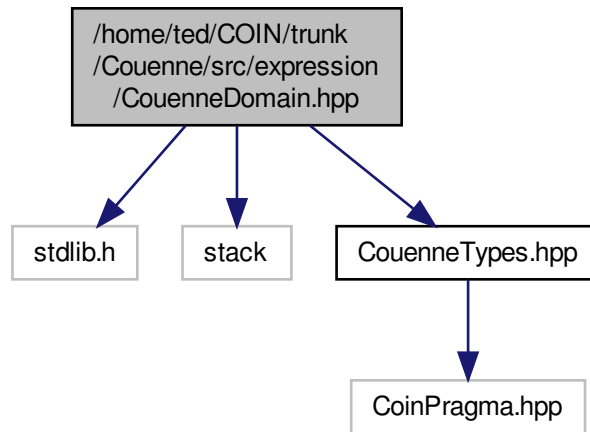 /home/ted/COIN/trunk
/Couenne/src/expression
/CouenneDomain.hpp
stdlib.h
stack
CouenneTypes.hpp
CoinPragma.hpp